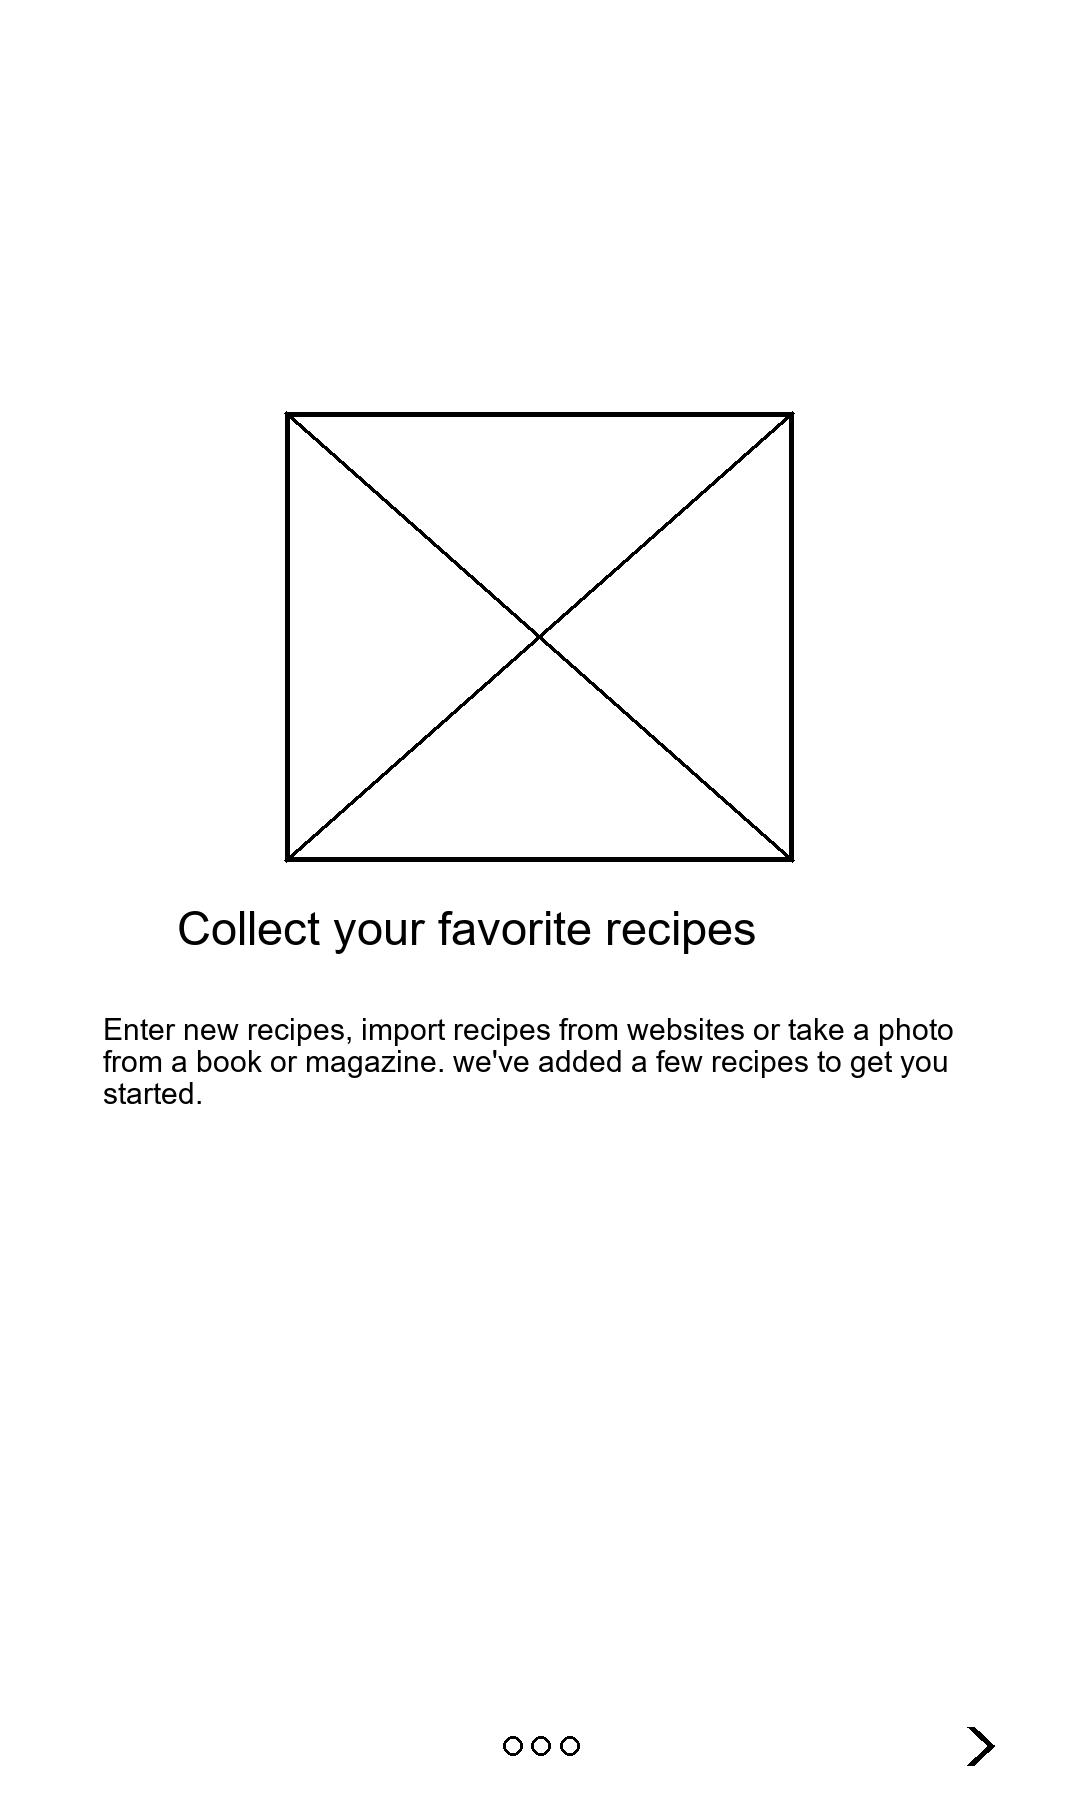 Collect your favorite recipes
Enter new recipes, import recipes from websites or take a photo
from a book or magazine. we've added a few recipes to get you
started.